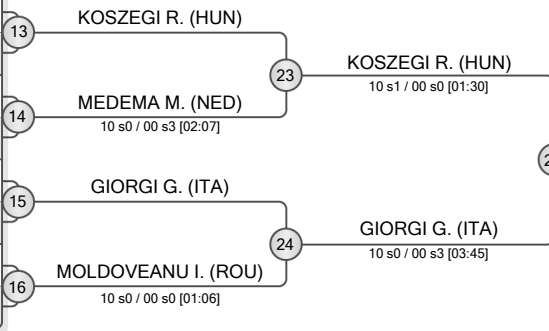 13
KOSZEGI R. (HUN)
14
MEDEMA M. (NED)
10 s0 / 00 s3 [02:07]
23
KOSZEGI R. (HUN)
10 s1 / 00 s0 [01:30]
15
GIORGI G. (ITA)
16
MOLDOVEANU I. (ROU)
10 s0 / 00 s0 [01:06]
24
GIORGI G. (ITA)
10 s0 / 00 s3 [03:45]